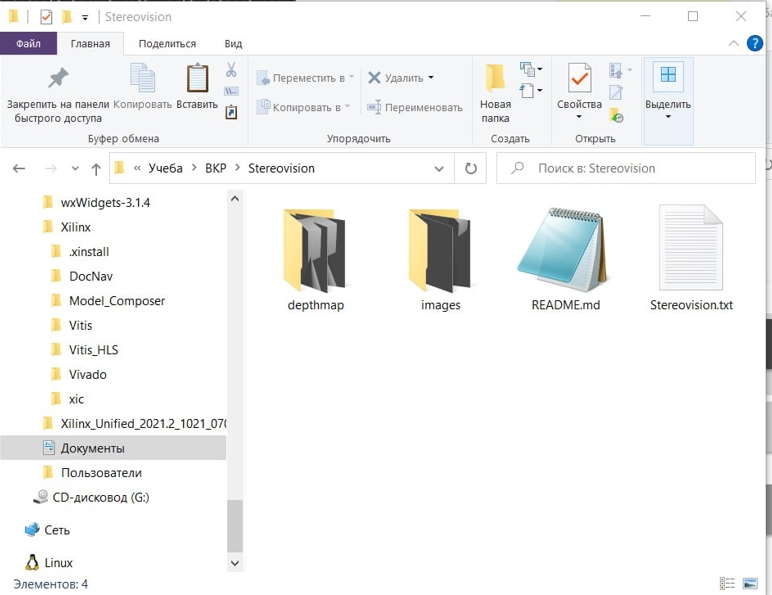 Stereovision
Файл
Главная
Поделиться
Вид
Закрепить на панели
быстрого доступа
Копировать
Вставить
Переместить в
Копировать в
Удалить
Переименовать
Новая
папка
Свойства
Выделить
Буфер обмена
Упорядочить
Создать
Открыть
« Учеба > ВКР > Stereovision
Поиск в: Stereovision
wxWidgets-3.1.4
Xilinx
.xinstall
DocNav
Model_Composer
Vitis
Vitis_HLS
Vivado
xic
Xilinx_Unified_2021.2_1021_070
Документы
Пользователи
CD-дисковод (G:)
Сеть
Linux
depthmap
images
README.md
Stereovision.txt
Элементов: 4